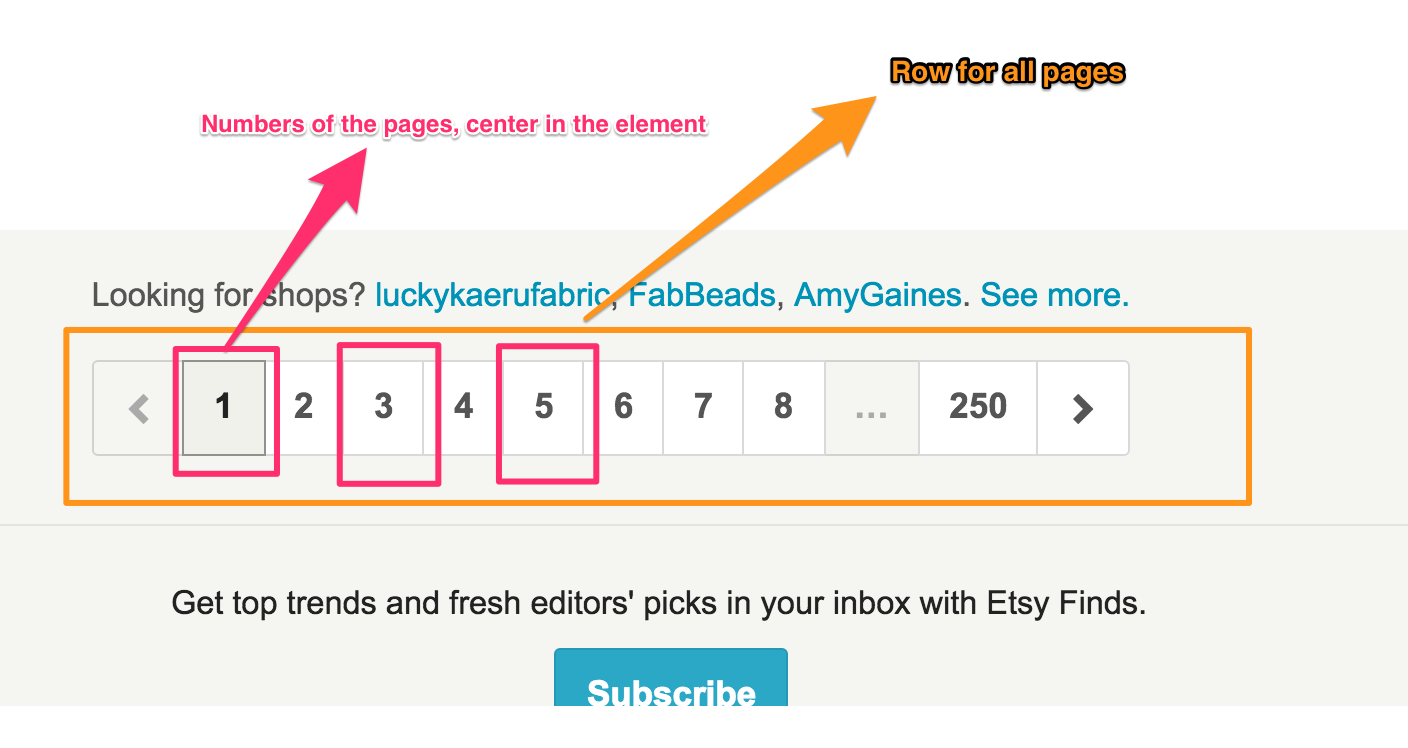 Row for all pages
Numbers of the pages, center in the element
Looking for shops? luckykaerufabric, FabBeads, AmyGaines. See more.
1 2 3 4 5 6 7 8 ... 250
Get top trends and fresh editors' picks in your inbox with Etsy Finds.
Subscribe